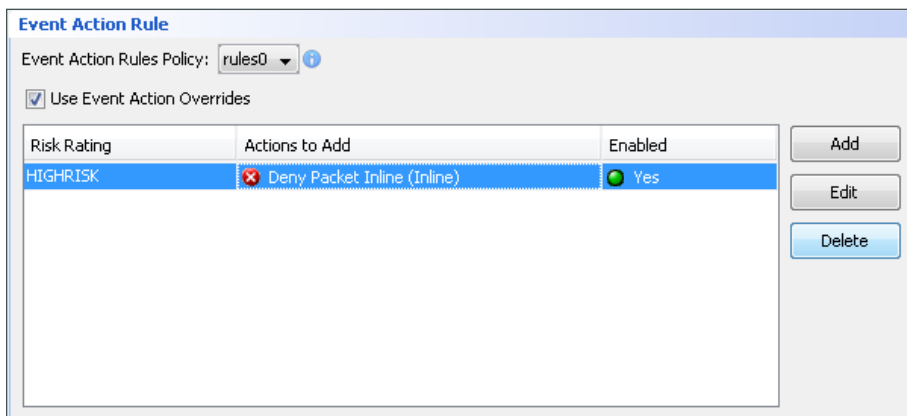 Event Action Rule
Event Action Rules Policy: rules0
Use Event Action Overrides
Risk Rating Actions to Add Enabled
HIGHRISK Deny Packet Inline (Inline) Yes
Add
Edit
Delete